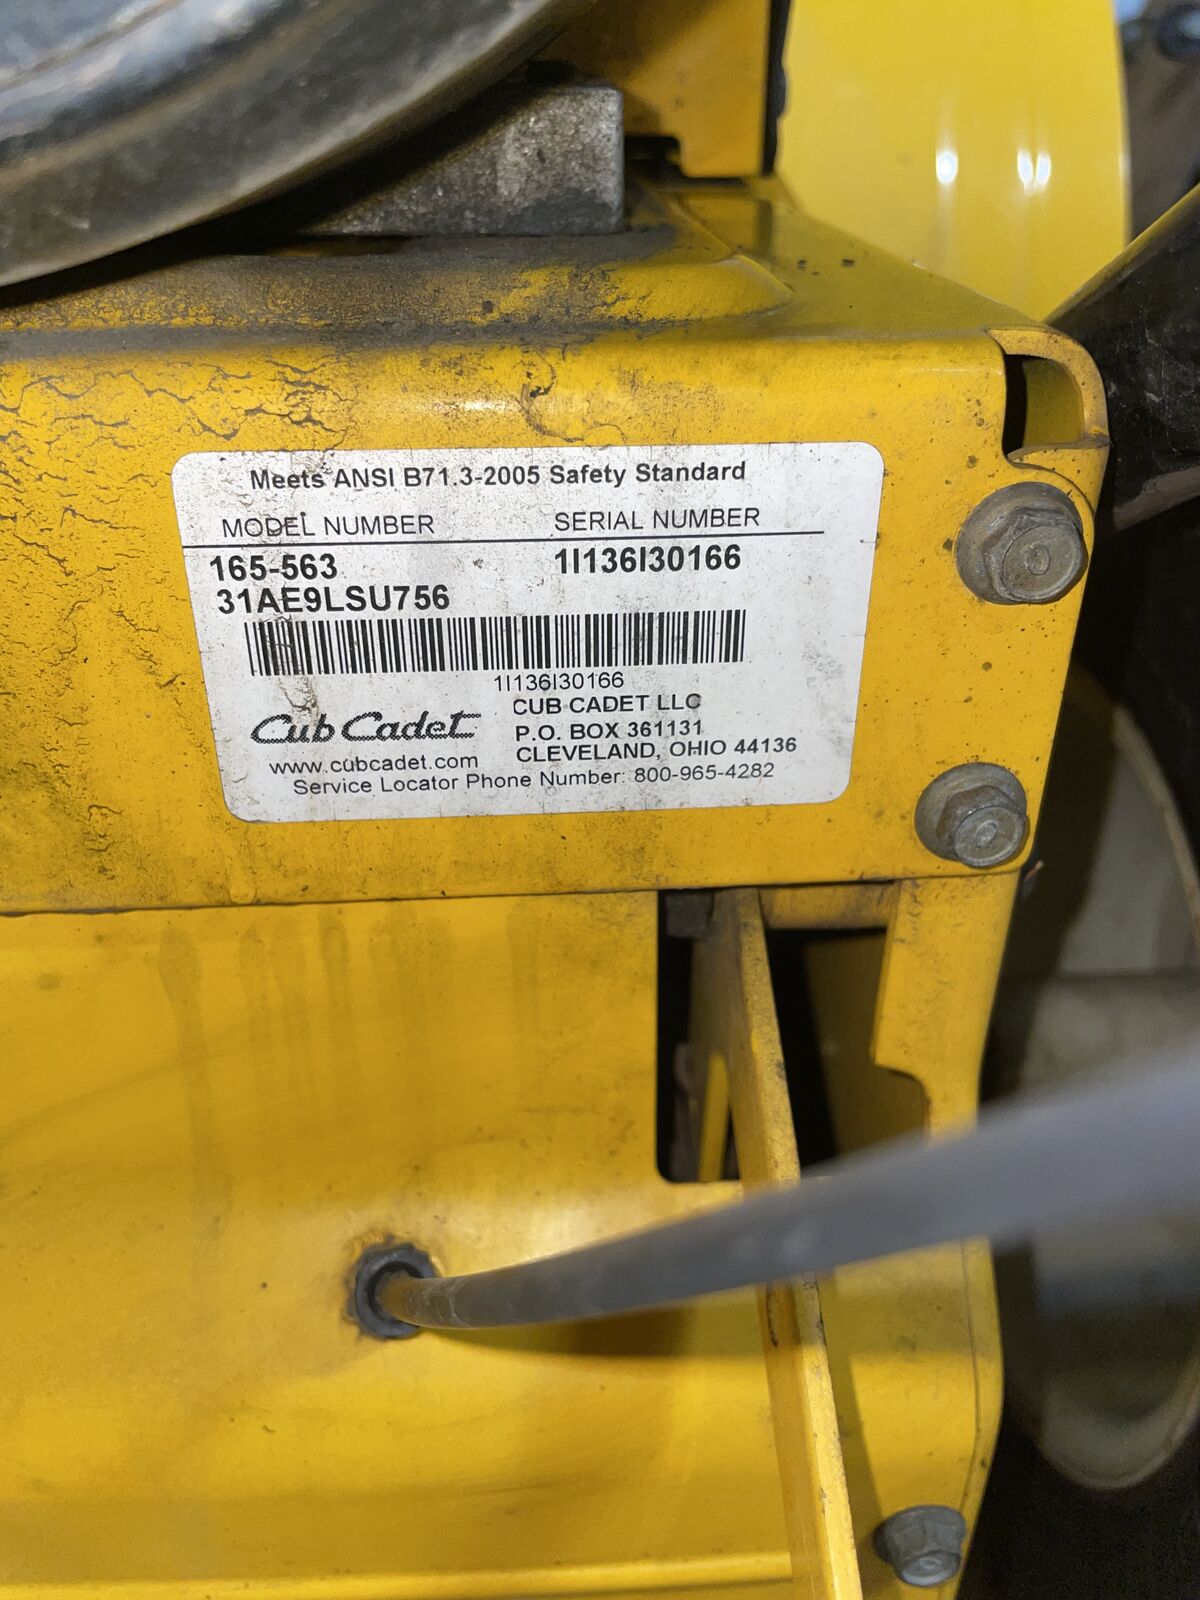 Meets ANSI B71.3-2005 Safety Standard
MODEL NUMBER SERIAL NUMBER
165-563 1I136I30166
31AE9LSU756
1I136I30166
Cub Cadet
CUB CADET LLC
P.O. BOX 361131
CLEVELAND, OHIO 44136
www.cubcadet.com
Service Locator Phone Number: 800-965-4282